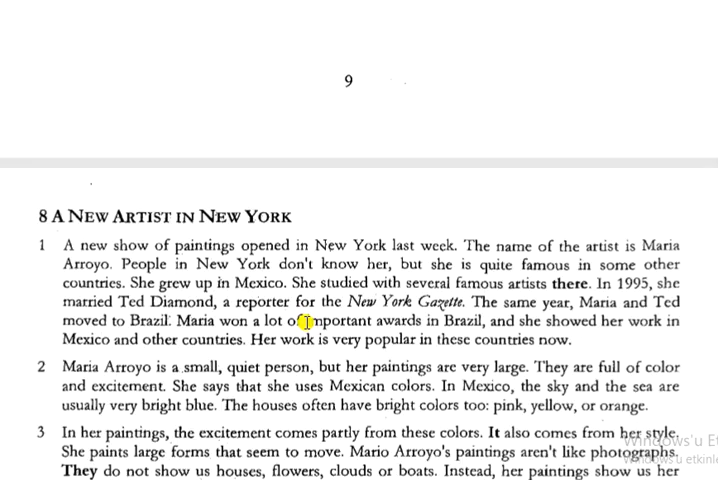 9
8 A NEW ARTIST IN NEW YORK
1 A new show of paintings opened in New York last week. The name of the artist is Maria
Arroyo. People in New York don't know her, but she is quite famous in some other
countries. She grew up in Mexico. She studied with several famous artists there. In 1995, she
married Ted Diamond, a reporter for the New York Gazette. The same year, Maria and Ted
moved to Brazil. Maria won a lot of important awards in Brazil, and she showed her work in
Mexico and other countries. Her work is very popular in these countries now.
2 Maria Arroyo is a small, quiet person, but her paintings are very large. They are full of color
and excitement. She says that she uses Mexican colors. In Mexico, the sky and the sea are
usually very bright blue. The houses often have bright colors too: pink, yellow, or orange.
3 In her paintings, the excitement comes partly from these colors. It also comes from her style.
She paints large forms that seem to move. Mario Arroyo's paintings aren't like photographs.
They do not show us houses, flowers, clouds or boats. Instead, her paintings show us her
Windows'u Et
Windows'u etkinle